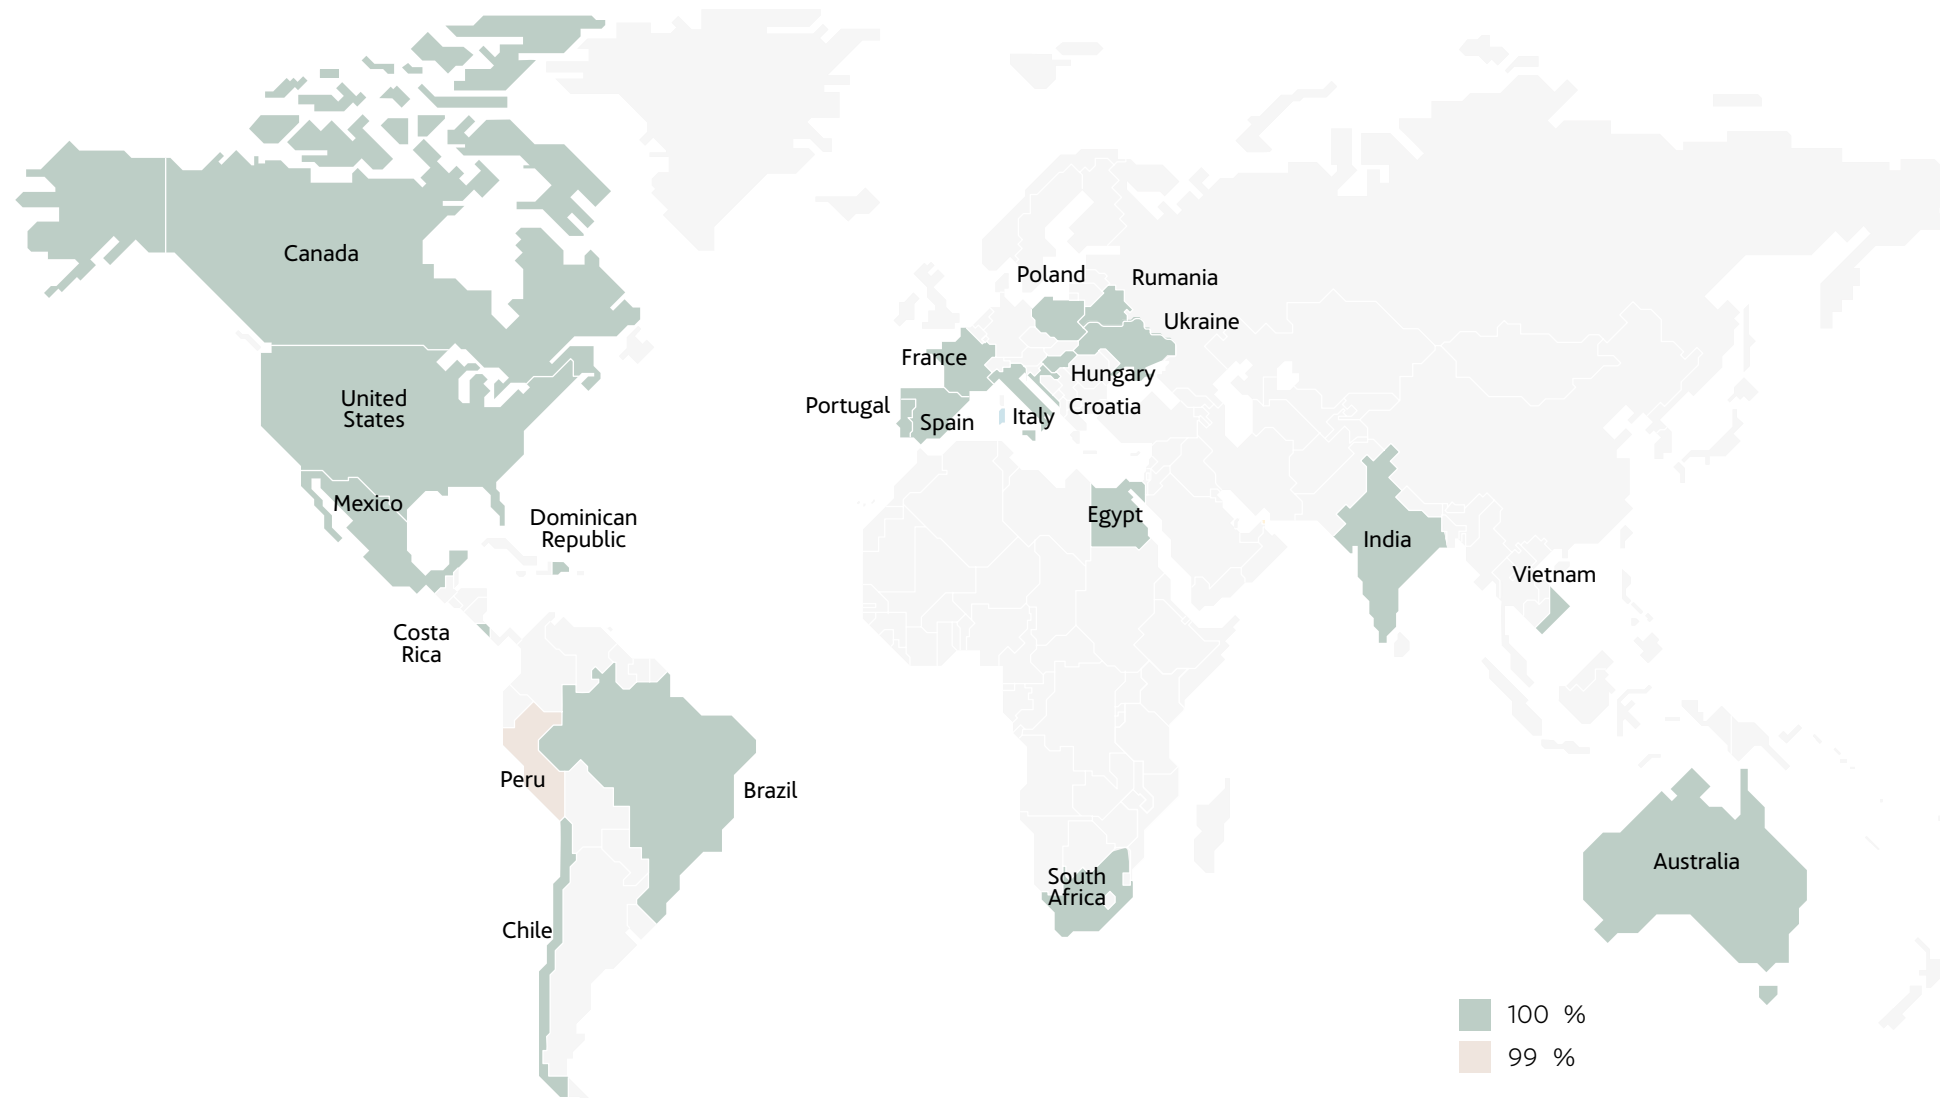 Canada
Poland
Rumania
Ukraine
France
Hungary
United
States
Portugal
Spain
Italy
Croatia
Mexico
Dominican
Republic
Egypt
India
Vietnam
Costa
Rica
Peru
Brazil
South
Africa
Australia
Chile
100 %
99 %